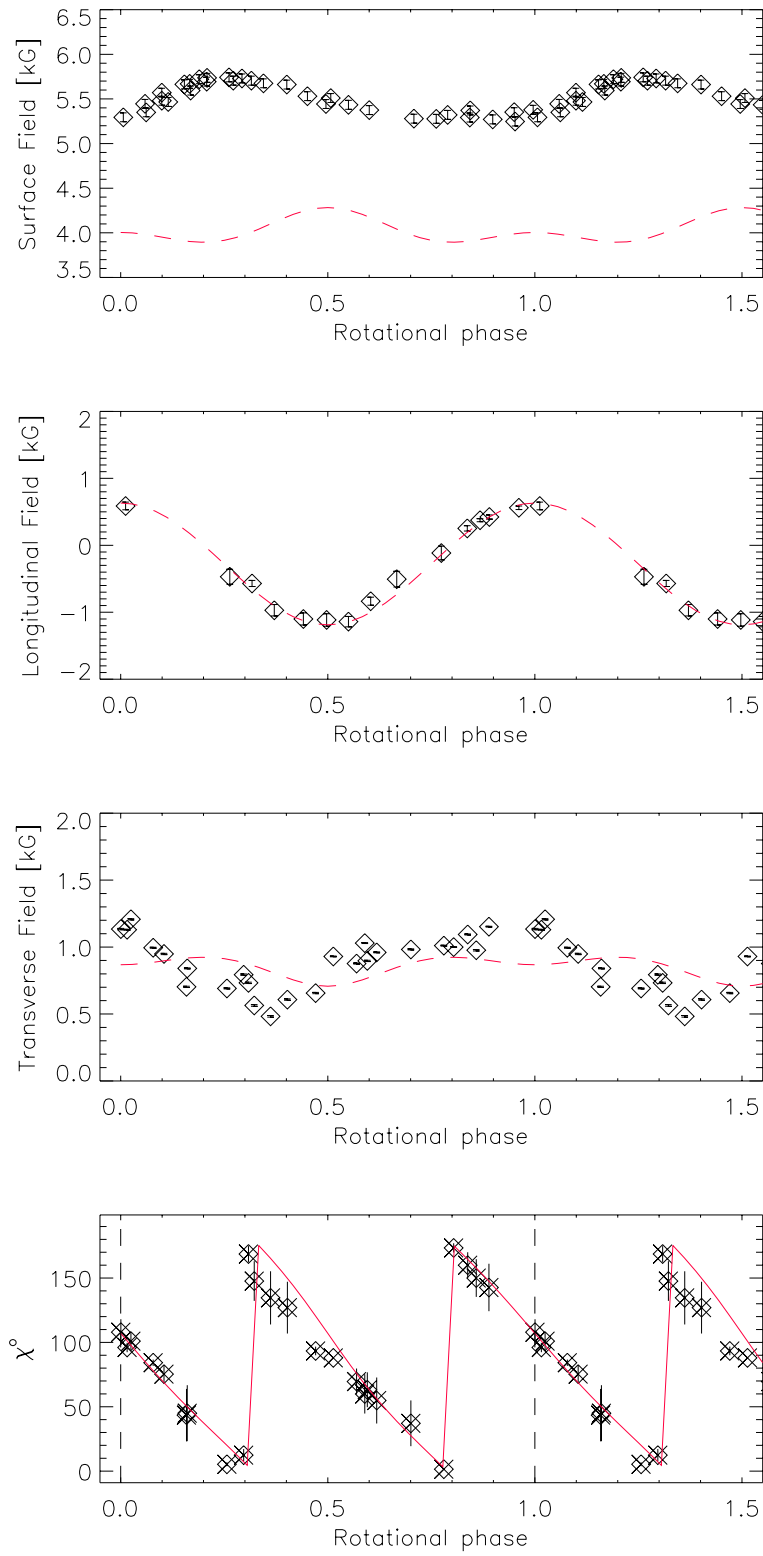 6.5
6.0
5.5
5.0
4.5
4.0
3.5
Surface Field [kG]
0.0 0.5 1.0 1.5
Rotational phase
2
1
0
−1
−2
Longitudinal Field [kG]
0.0 0.5 1.0 1.5
Rotational phase
2.0
1.5
1.0
0.5
0.0
Transverse Field [kG]
0.0 0.5 1.0 1.5
Rotational phase
150
100
50
0
χ°
0.0 0.5 1.0 1.5
Rotational phase